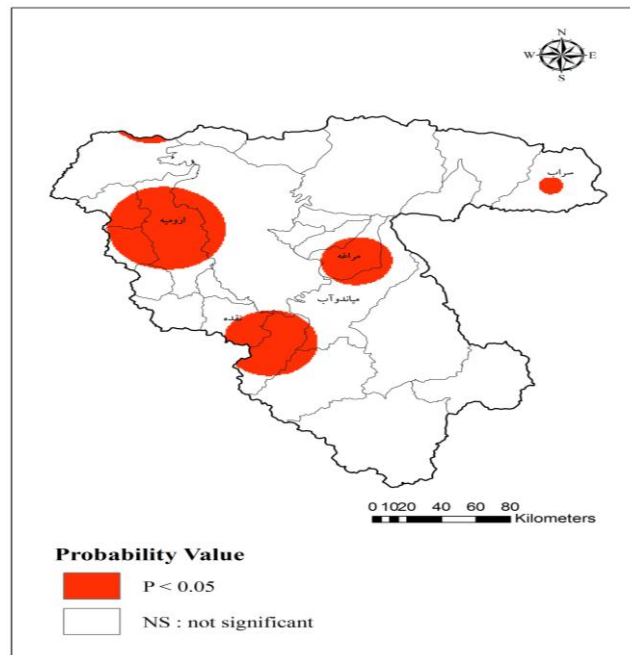 N
W E
S
سراب
ارومیه
مراغه
میاندوآب
نقده
0 10 20 40 60 80
Kilometers
Probability Value
P < 0.05
NS : not significant